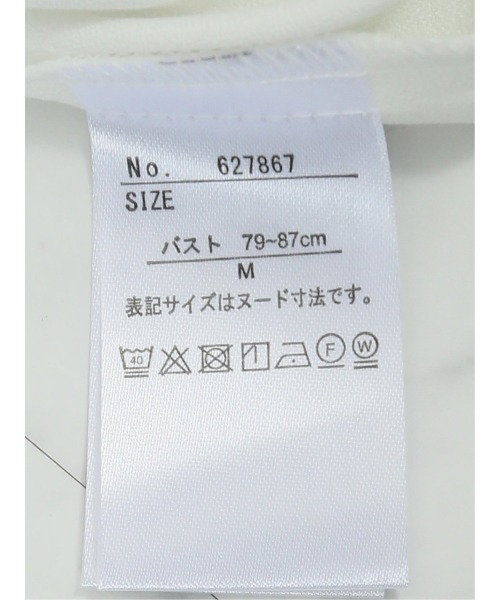 No. 627867
SIZE
バスト 79~87cm
M
表記サイズはヌード寸法です。
40 F W